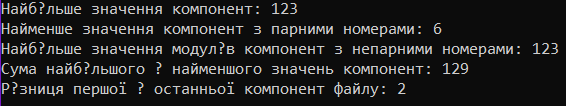 Найб?льше значення компонент: 123
Найменше значення компонент з парними номерами: 6
Найб?льше значення модул?в компонент з непарними номерами: 123
Сума найб?льшого ? найменшого значень компонент: 129
Р?зниця першої ? останньої компонент файлу: 2